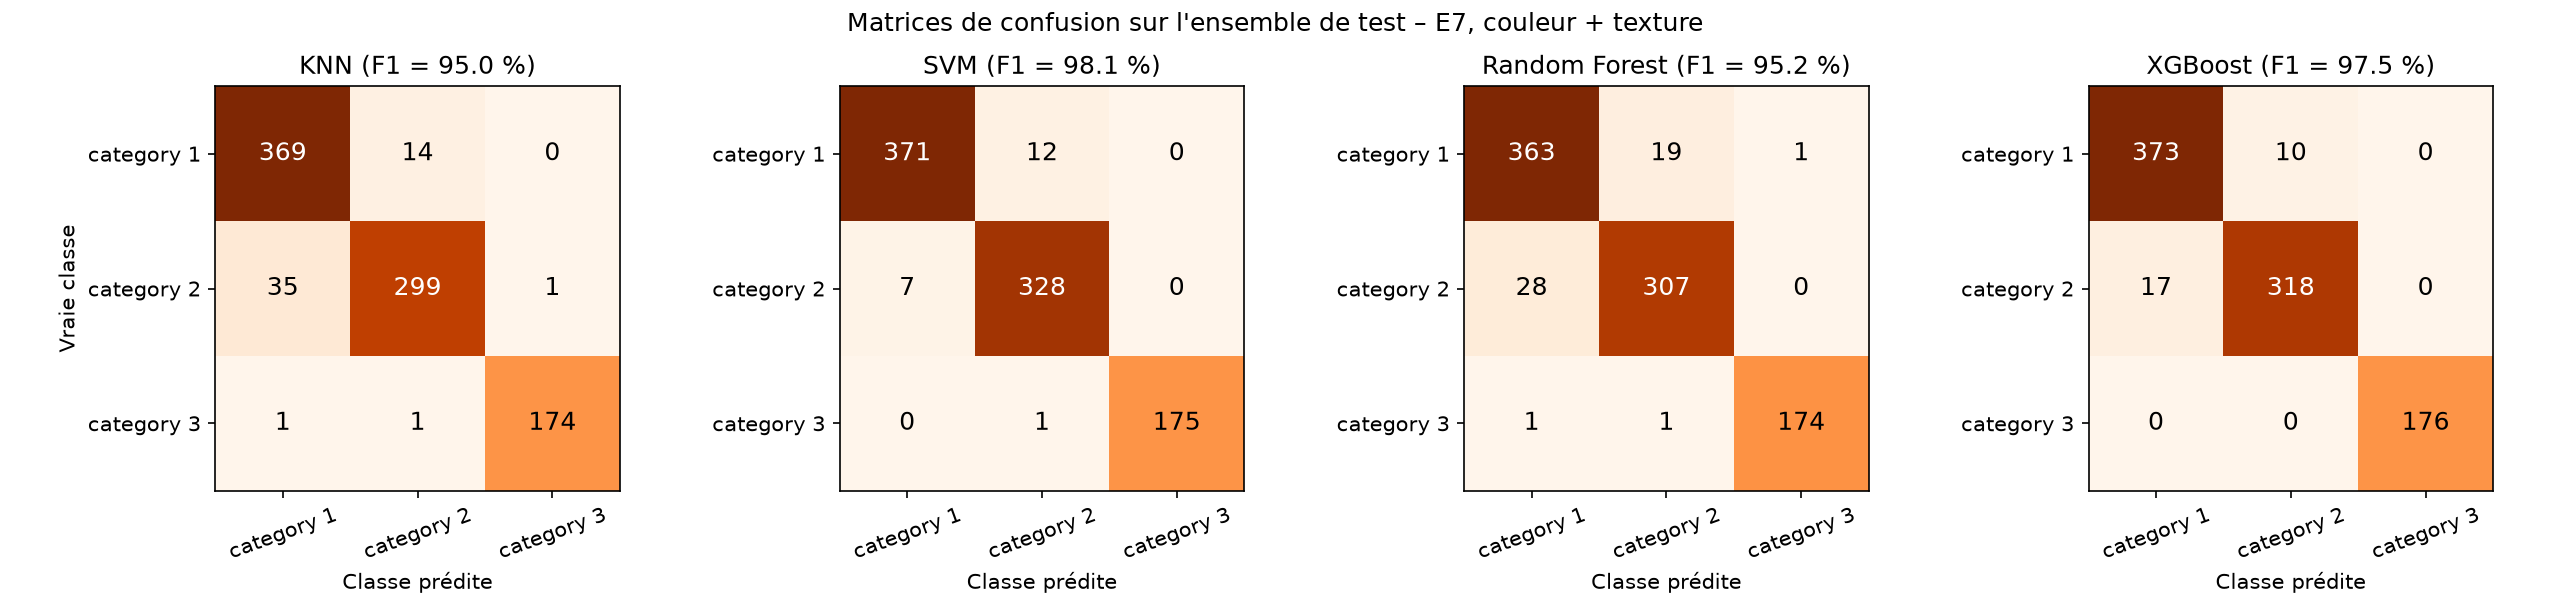 Matrices de confusion sur l'ensemble de test – E7, couleur + texture
KNN (F1 = 95.0 %)
Vraie classe
category 1
369 14 0
category 2
35 299 1
category 3
1 1 174
category 1 category 2 category 3
Classe prédite
SVM (F1 = 98.1 %)
category 1
371 12 0
category 2
7 328 0
category 3
0 1 175
category 1 category 2 category 3
Classe prédite
Random Forest (F1 = 95.2 %)
category 1
363 19 1
category 2
28 307 0
category 3
1 1 174
category 1 category 2 category 3
Classe prédite
XGBoost (F1 = 97.5 %)
category 1
373 10 0
category 2
17 318 0
category 3
0 0 176
category 1 category 2 category 3
Classe prédite